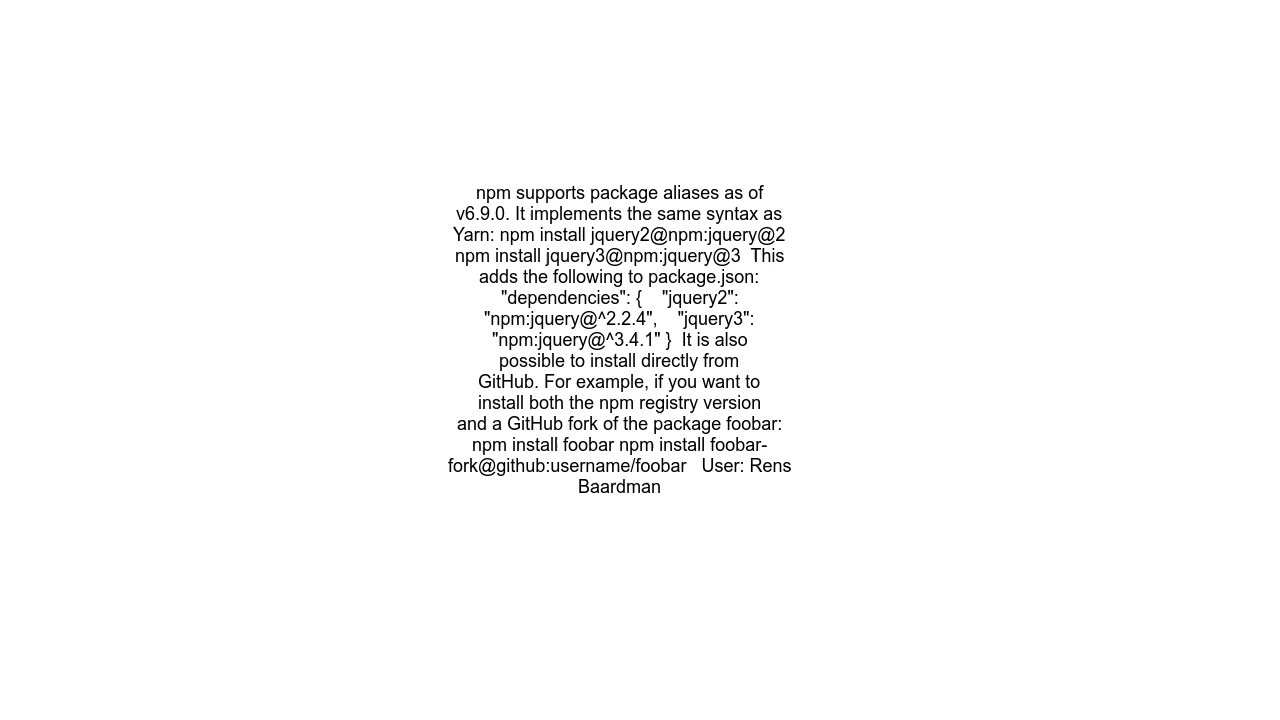 npm supports package aliases as of
v6.9.0. It implements the same syntax as
Yarn: npm install jquery2@npm:jquery@2
npm install jquery3@npm:jquery@3  This
adds the following to package.json:
"dependencies": {    "jquery2":
"npm:jquery@^2.2.4",    "jquery3":
"npm:jquery@^3.4.1" }  It is also
possible to install directly from
GitHub. For example, if you want to
install both the npm registry version
and a GitHub fork of the package foobar:
npm install foobar npm install foobar-
fork@github:username/foobar   User: Rens
Baardman